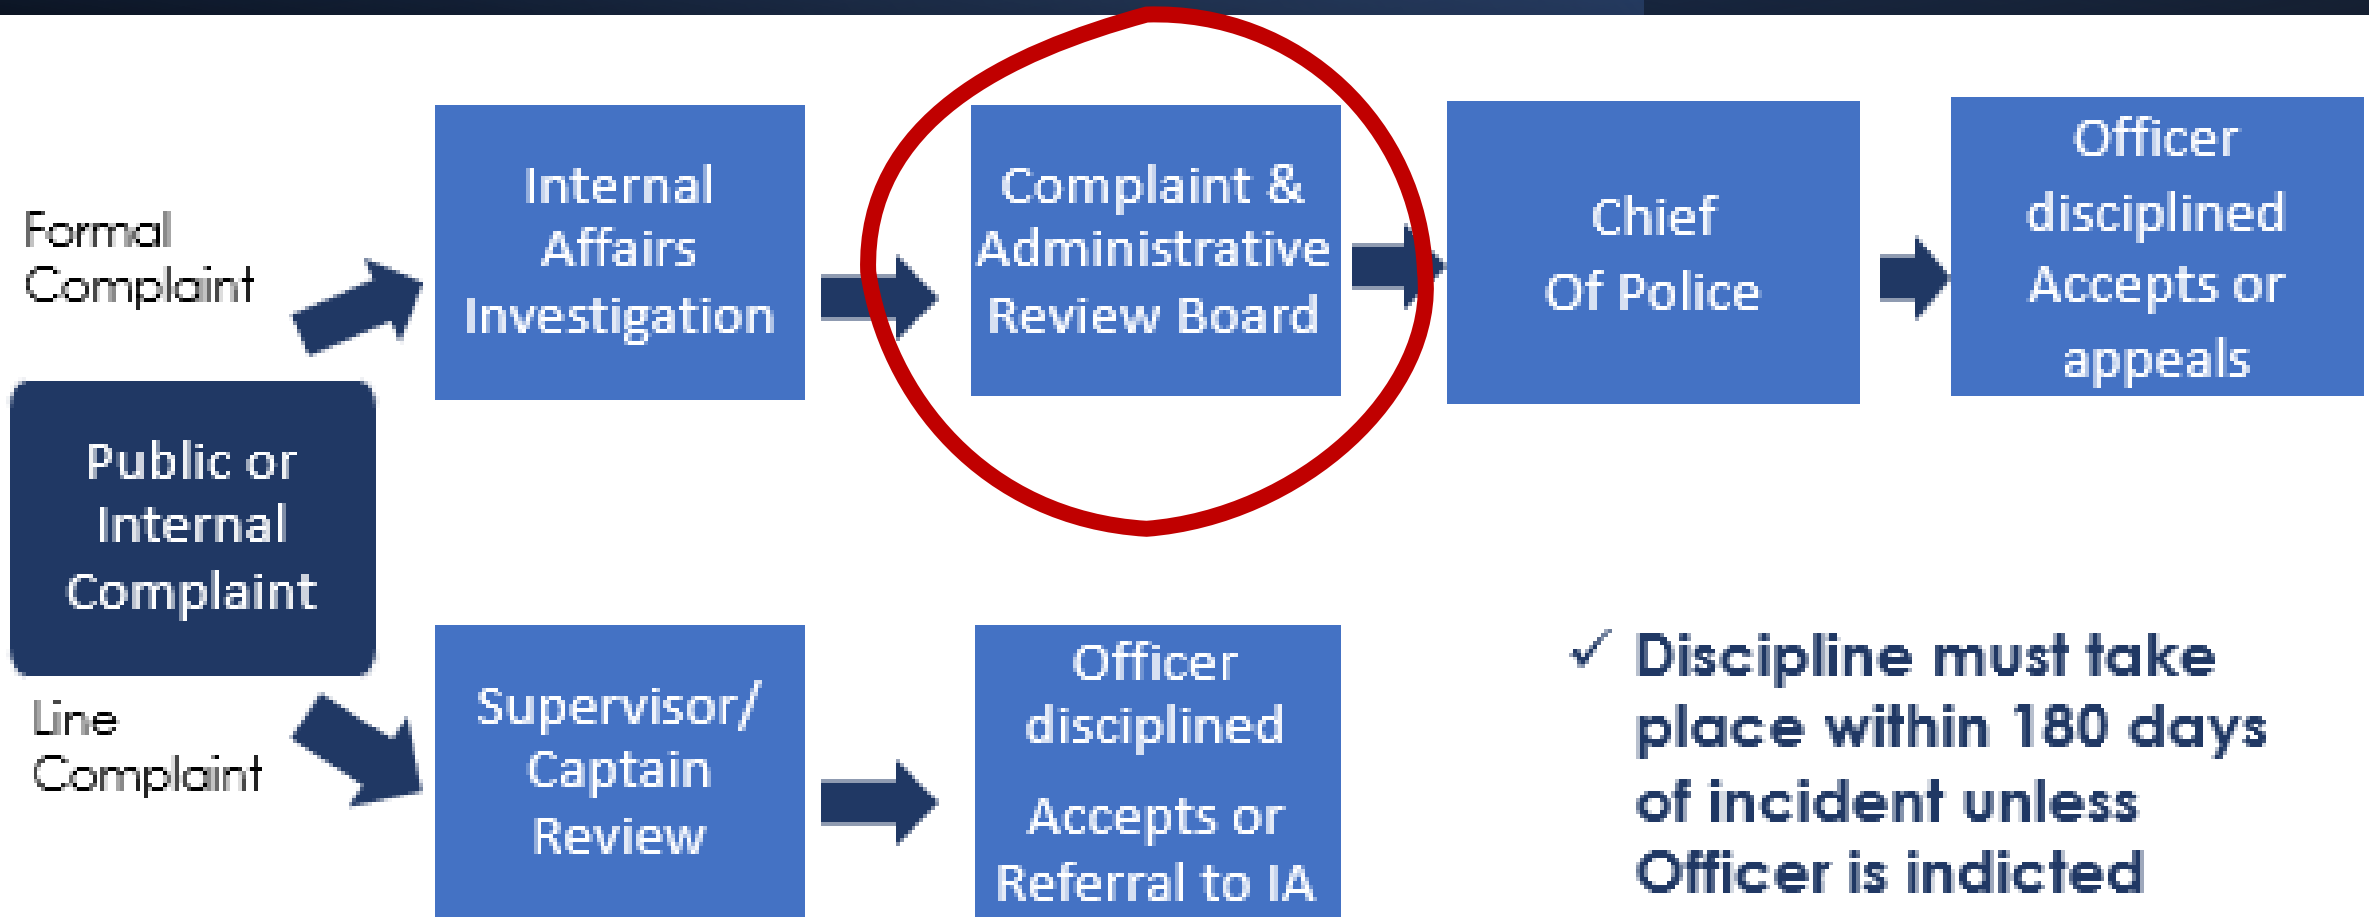 Formal
Complaint
Internal
Affairs
Investigation
Complaint &
Administrative
Review Board
Chief
Of Police
Officer
disciplined
Accepts or
appeals
Public or
Internal
Complaint
Line
Complaint
Supervisor/
Captain
Review
Officer
disciplined
Accepts or
Referral to IA
✓ Discipline must take
place within 180 days
of incident unless
Officer is indicted